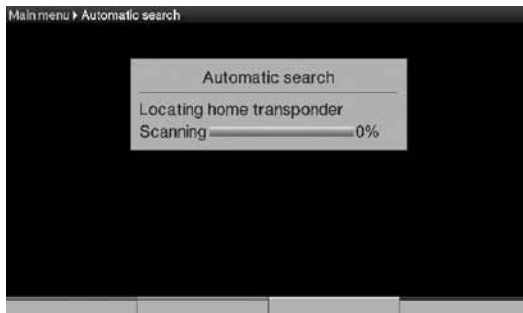 Main menu ▸ Automatic search
Automatic search
Locating home transponder
Scanning 0%